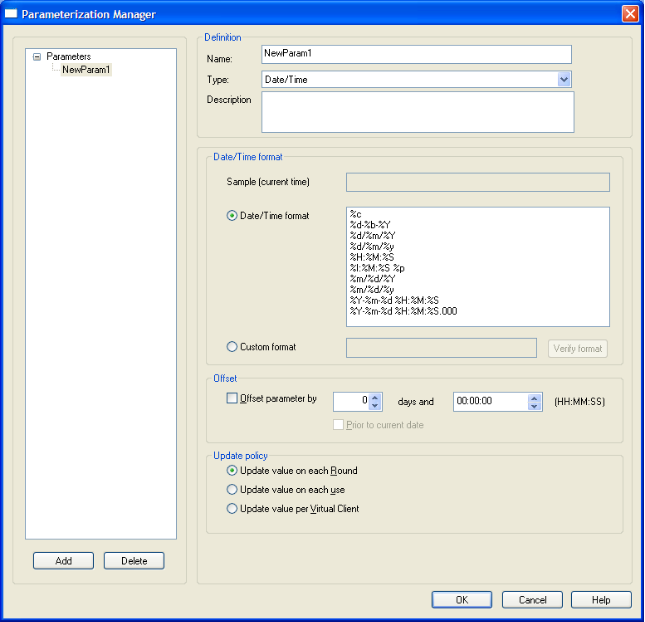 Parameterization Manager
Parameters
NewParam1
Add
Delete
Definition
Name:
NewParam1
Type:
Date/Time
Description
Date/Time format
Sample (current time)
Date/Time format
%c
%d-%b-%Y
%d/%m/%Y
%d/%m/%y
%H:%M:%S
%I:%M:%S %p
%m/%d/%Y
%m/%d/%y
%Y-%m-%d %H:%M:%S
%Y-%m-%d %H:%M:%S.000
Custom format
Verify format
Offset
Offset parameter by
0
days and
00:00:00
(HH:MM:SS)
Prior to current date
Update policy
Update value on each Round
Update value on each use
Update value per Virtual Client
OK
Cancel
Help